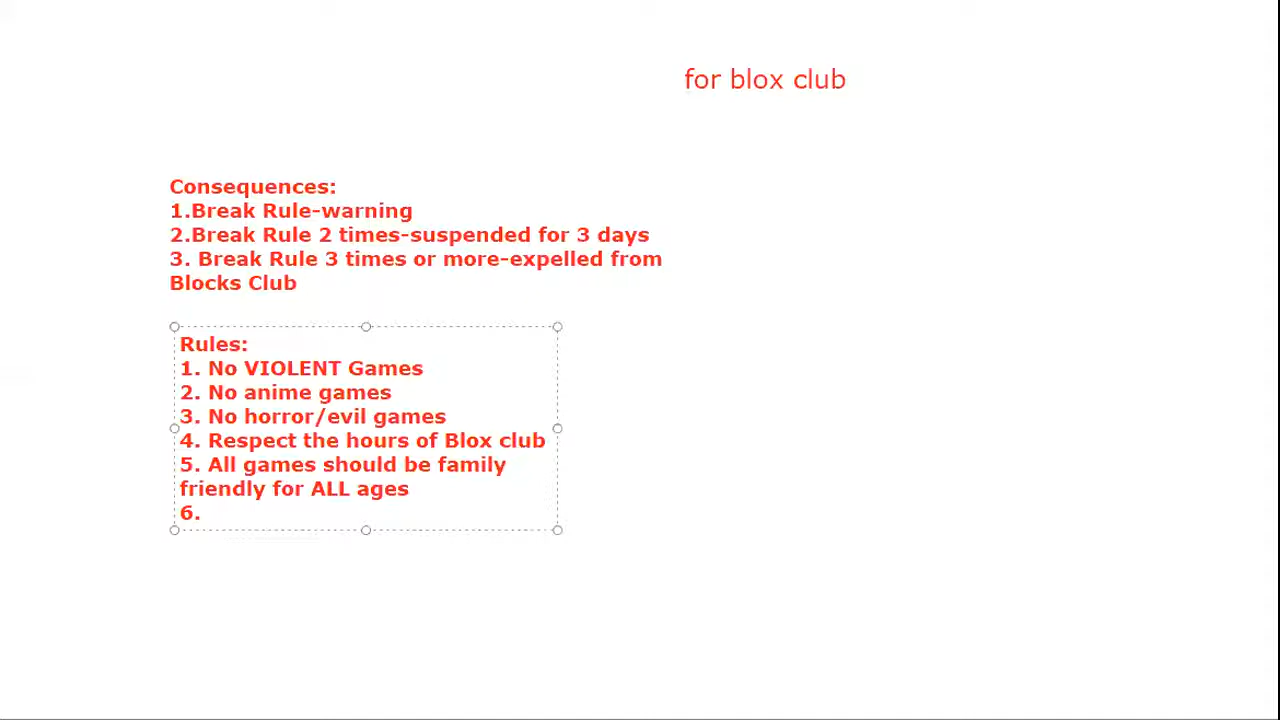 for blox club
Consequences:
1.Break Rule-warning
2.Break Rule 2 times-suspended for 3 days
3. Break Rule 3 times or more-expelled from
Blocks Club
Rules:
1. No VIOLENT Games
2. No anime games
3. No horror/evil games
4. Respect the hours of Blox club
5. All games should be family
friendly for ALL ages
6.